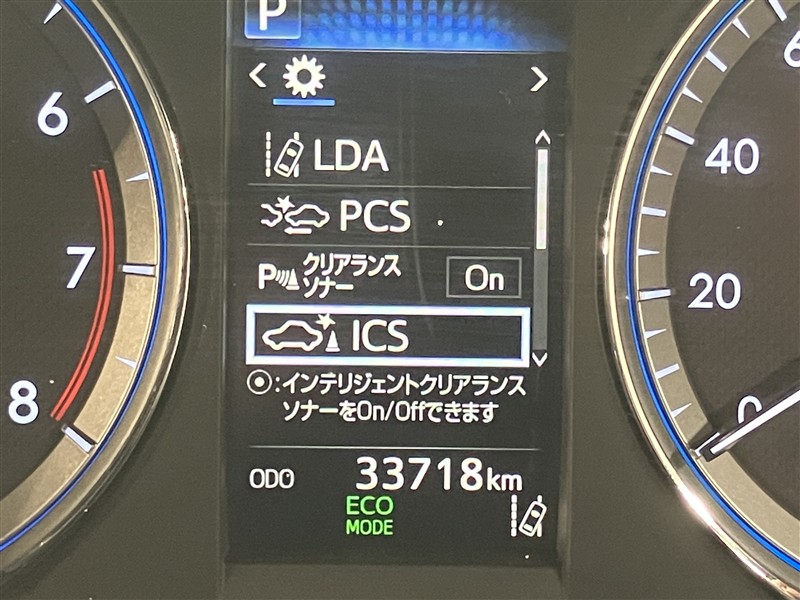 P
LDA
PCS
P クリアランス
ソナー
On
ICS
:インテリジェントクリアランス
ソナーをOn/Offできます
ODO 33718km
ECO
MODE
6
7
8
40
20
0